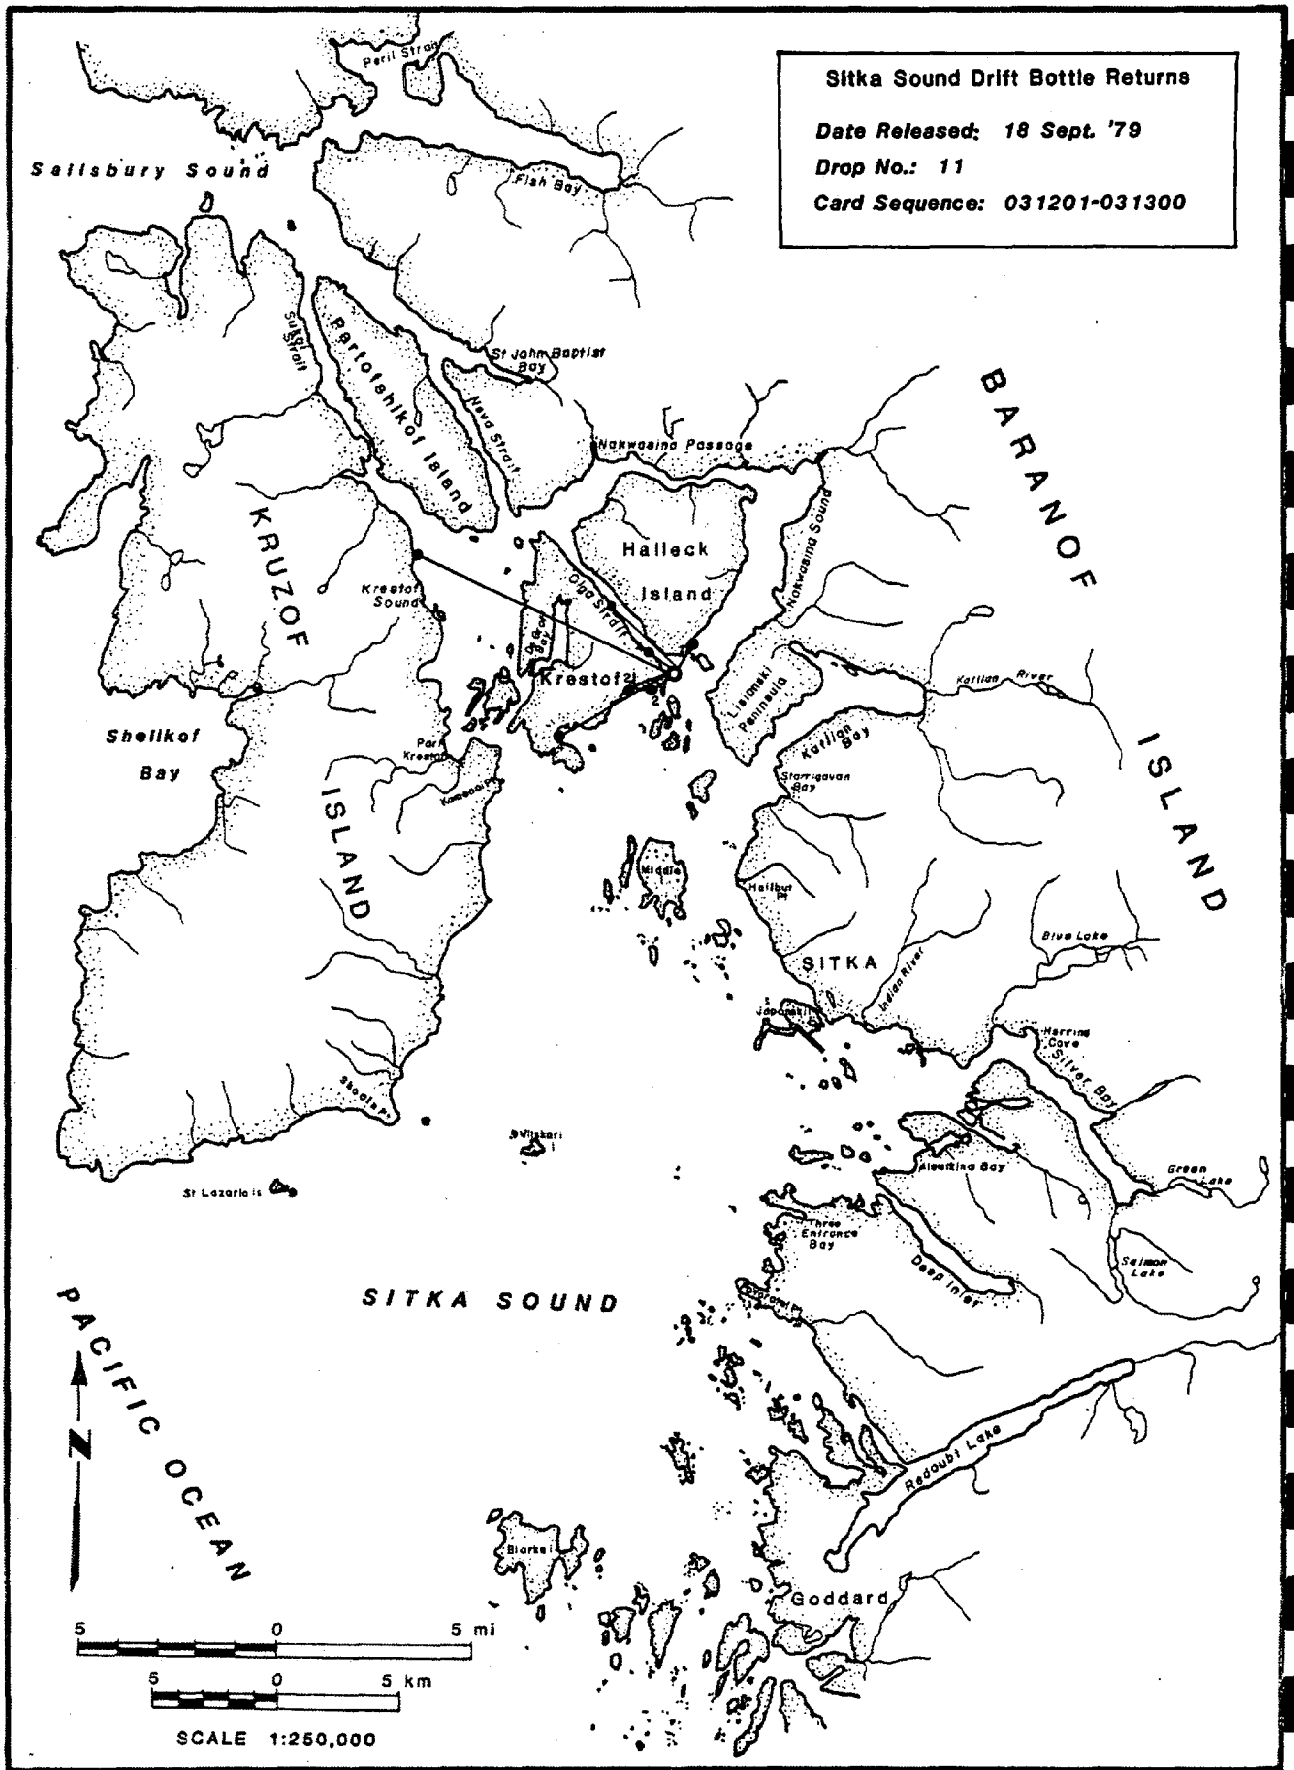 Sitka Sound Drift Bottle Returns
Date Released: 18 Sept. '79
Drop No.: 11
Card Sequence: 031201-031300
Peril Strait
Salisbury Sound
Fish Bay
Sukoi
Strait
Partofshikof Island
St John Baptist
Bay
Neva Strait
Nakwasina Passage
BARANOF
ISLAND
KRUZOF
ISLAND
Halleck
Island
Nakwasina Sound
Olga Strait
Krestof
Sound
Krestof
2
2
Lisianski
Peninsula
Katlian River
Katlian
Bay
Shelikof
Bay
Port
Krestof
Kamenoi Pt
Starrigavan
Bay
Middle
Halibut
Pt
SITKA
Indian River
Blue Lake
Japonski
Herring
Cove
Silver Bay
Shoals Pt
Vitskari
I
Aleutkina Bay
Green
Lake
St Lazaria is
Three
Entrance
Bay
Deep Inlet
Salmon
Lake
SITKA SOUND
PACIFIC OCEAN
N
Redoubt Lake
Biorka I
Goddard
5 0 5 mi
5 0 5 km
SCALE 1:250,000